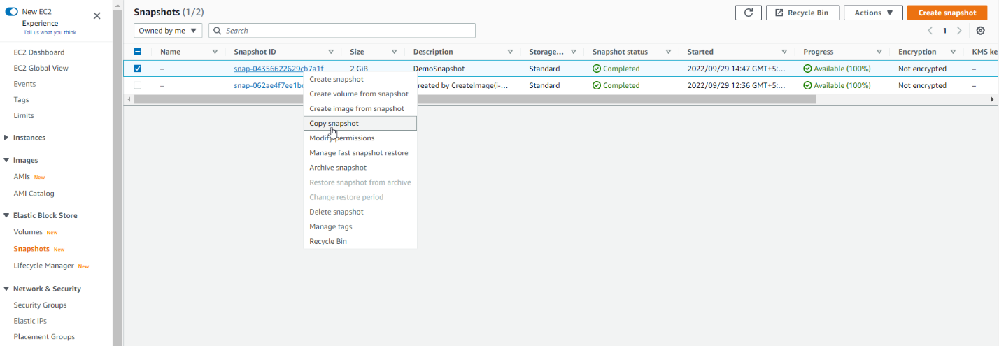 New EC2
Experience
Tell us what you think
EC2 Dashboard
EC2 Global View
Events
Tags
Limits
Instances
Images
AMIs New
AMI Catalog
Elastic Block Store
Volumes New
Snapshots New
Lifecycle Manager New
Network & Security
Security Groups
Elastic IPs
Placement Groups
Snapshots (1/2)
Recycle Bin
Actions
Create snapshot
Owned by me
Search
1
Name Snapshot ID Size Description Storage... Snapshot status Started Progress Encryption KMS ke
– snap-04356622629cb7a1f 2 GiB DemoSnapshot Standard Completed 2022/09/29 14:47 GMT+5:... Available (100%) Not encrypted –
– snap-062ae4f7ee1bc reated by CreateImage(i-... Standard Completed 2022/09/29 12:36 GMT+5:... Available (100%) Not encrypted –
Create snapshot
Create volume from snapshot
Create image from snapshot
Copy snapshot
Modify permissions
Manage fast snapshot restore
Archive snapshot
Restore snapshot from archive
Change restore period
Delete snapshot
Manage tags
Recycle Bin